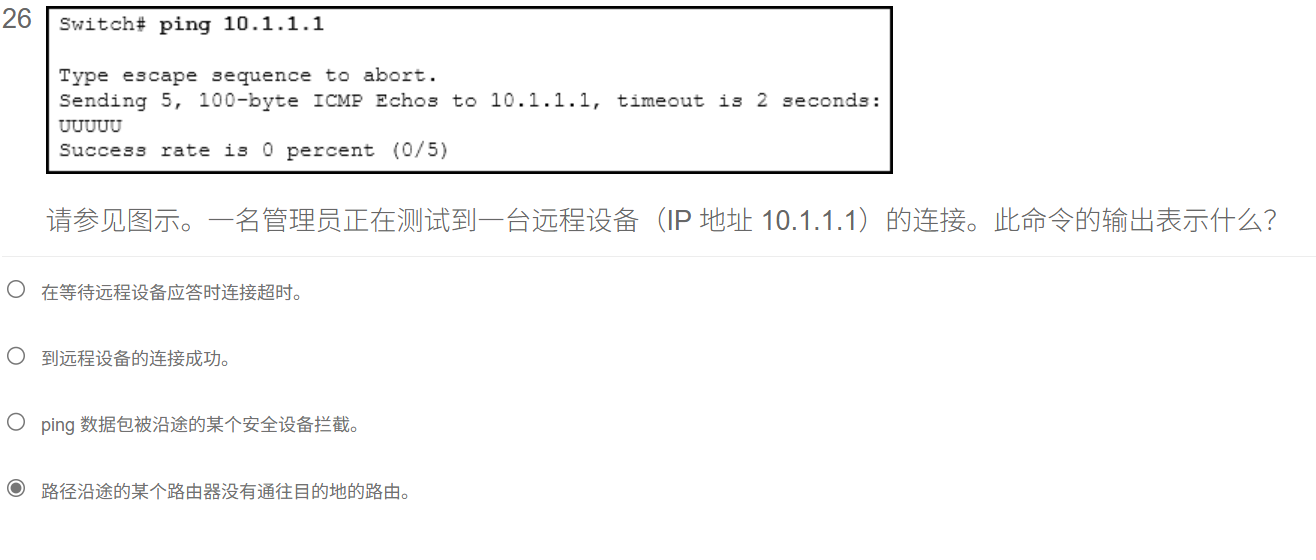 26
Switch# ping 10.1.1.1
Type escape sequence to abort.
Sending 5, 100-byte ICMP Echos to 10.1.1.1, timeout is 2 seconds:
UUUUU
Success rate is 0 percent (0/5)
请参见图示。一名管理员正在测试到一台远程设备（IP 地址 10.1.1.1）的连接。此命令的输出表示什么？
在等待远程设备应答时连接超时。
到远程设备的连接成功。
ping 数据包被沿途的某个安全设备拦截。
路径沿途的某个路由器没有通往目的地的路由。